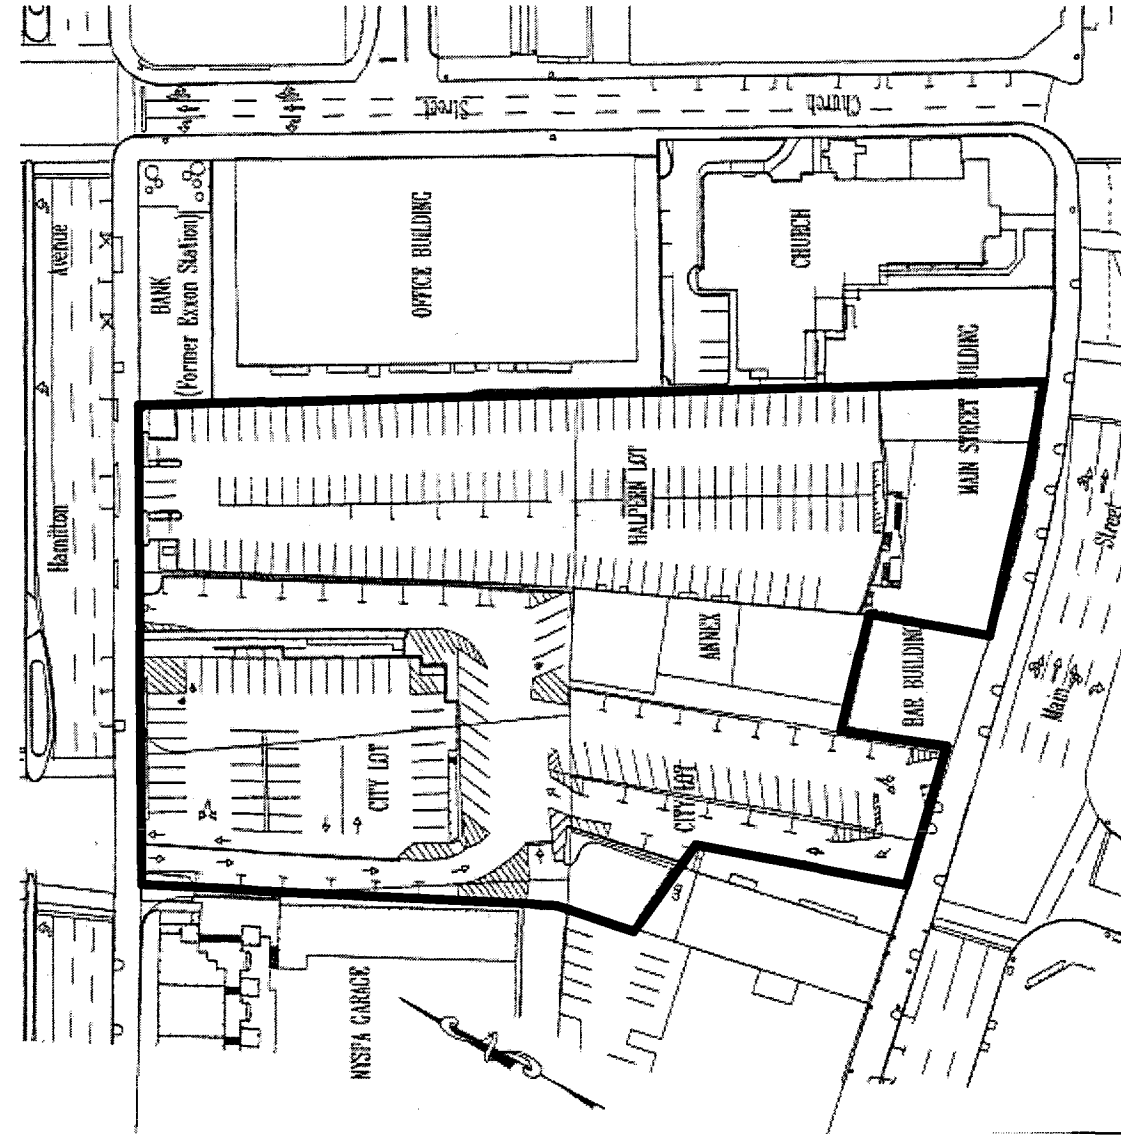 Street
Church
Avenue
Hamilton
BANK
(Former Exxon Station)
OFFICE BUILDING
CHURCH
MAIN STREET BUILDING
HALPERN LOT
ANNEX
BAR BUILDING
CITY LOT
CITY LOT
Main
Street
NYSPA GARAGE